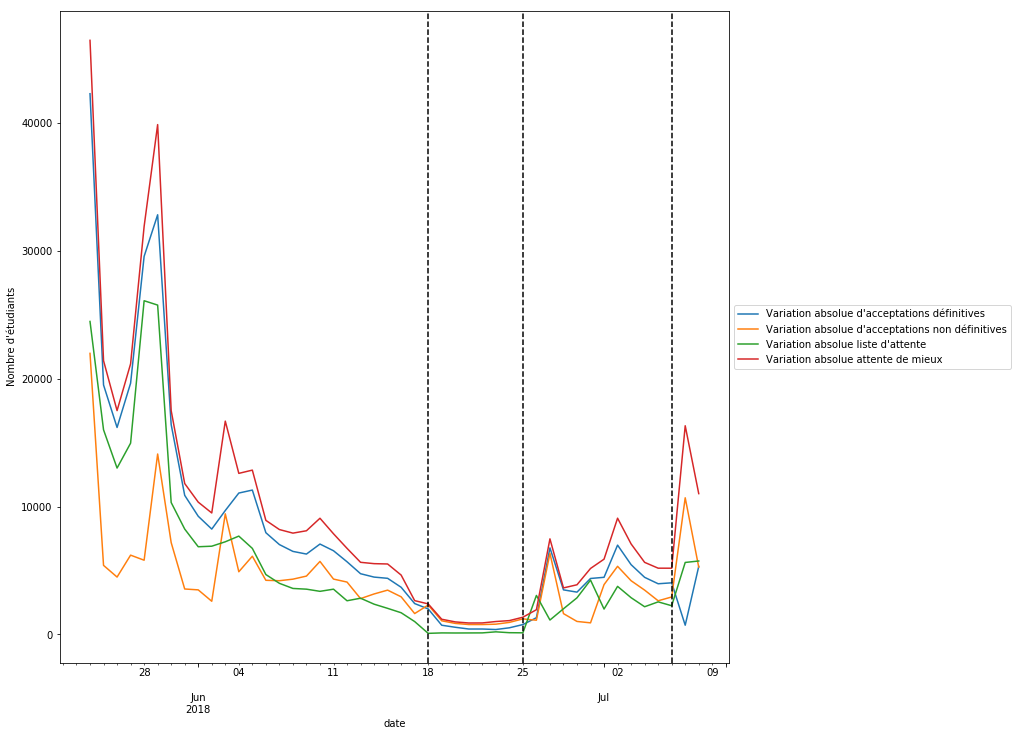 40000
30000
20000
10000
0
Nombre d'étudiants
28
04
11
18
25
02
09
Jun
2018
Jul
date
Variation absolue d'acceptations définitives
Variation absolue d'acceptations non définitives
Variation absolue liste d'attente
Variation absolue attente de mieux